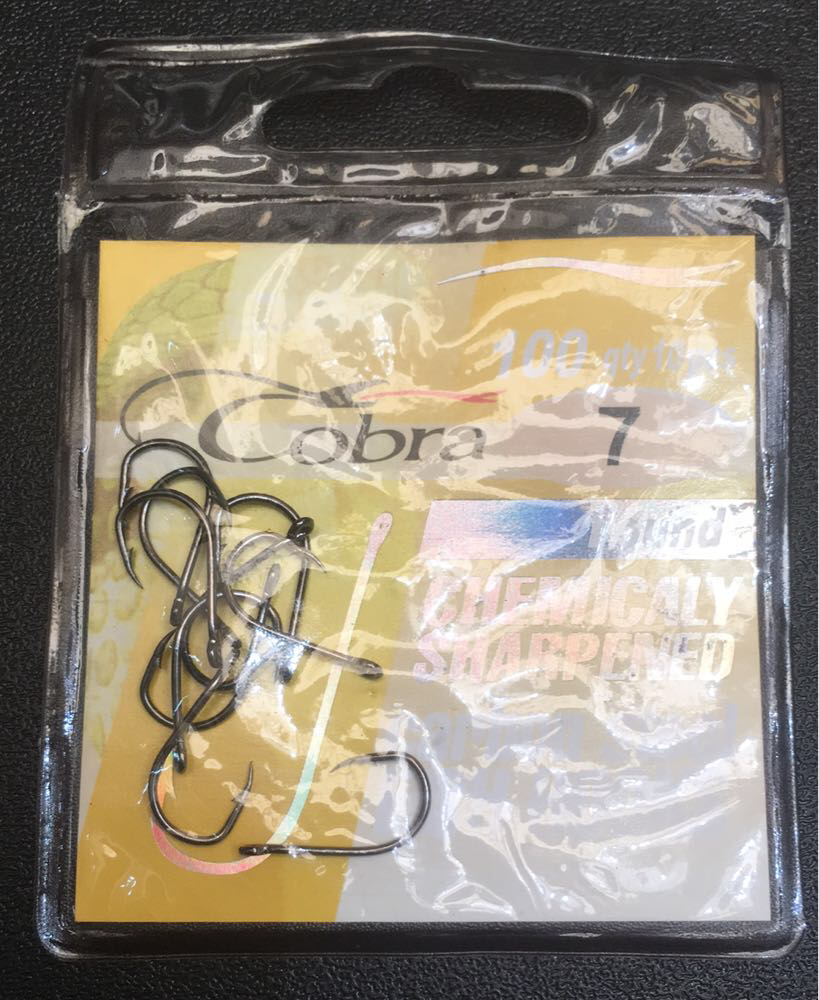 100 qty 10 pcs
Cobra
7
Round
CHEMICALY
SHARPENED